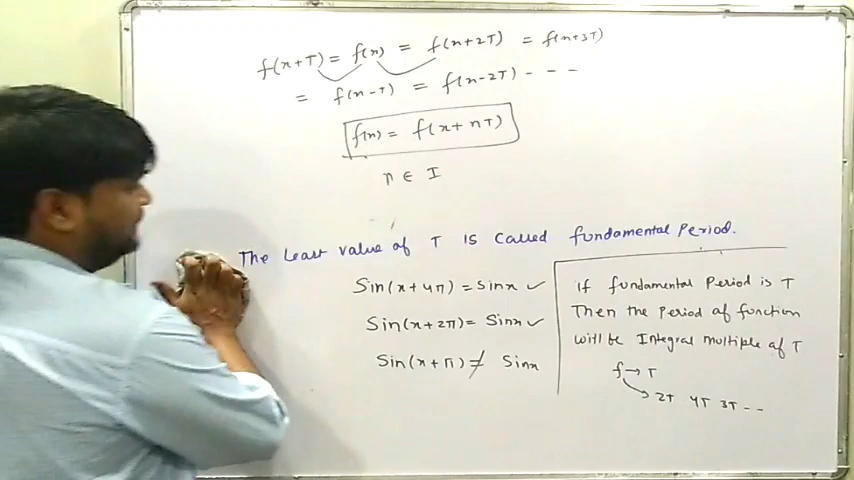 f(x+T) = f(x) = f(x+2T) = f(x+3T)
= f(x-T) = f(x-2T) - - -
f(x) = f(x+nT)
n ∈ I
The Least value of T is called fundamental Period.
Sin(x+4π) = Sinx ✓
Sin(x+2π) = Sinx ✓
Sin(x+π) ≠ Sinx
If fundamental Period is T
Then the Period of function
will be Integral multiple of T
f → T
→ 2T 4T 3T - -